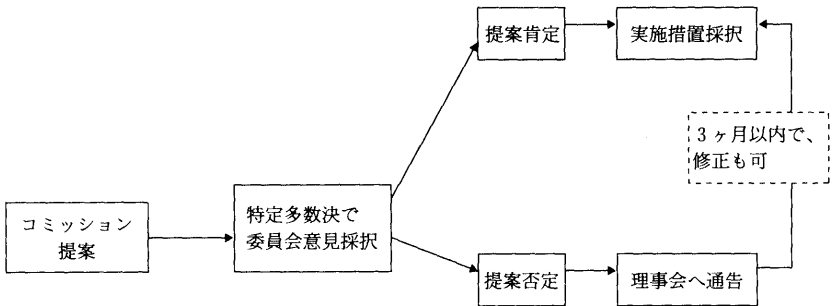 コミッション
提案
特定多数決で
委員会意見採択
提案肯定
実施措置採択
3ヶ月以内で、
修正も可
提案否定
理事会へ通告